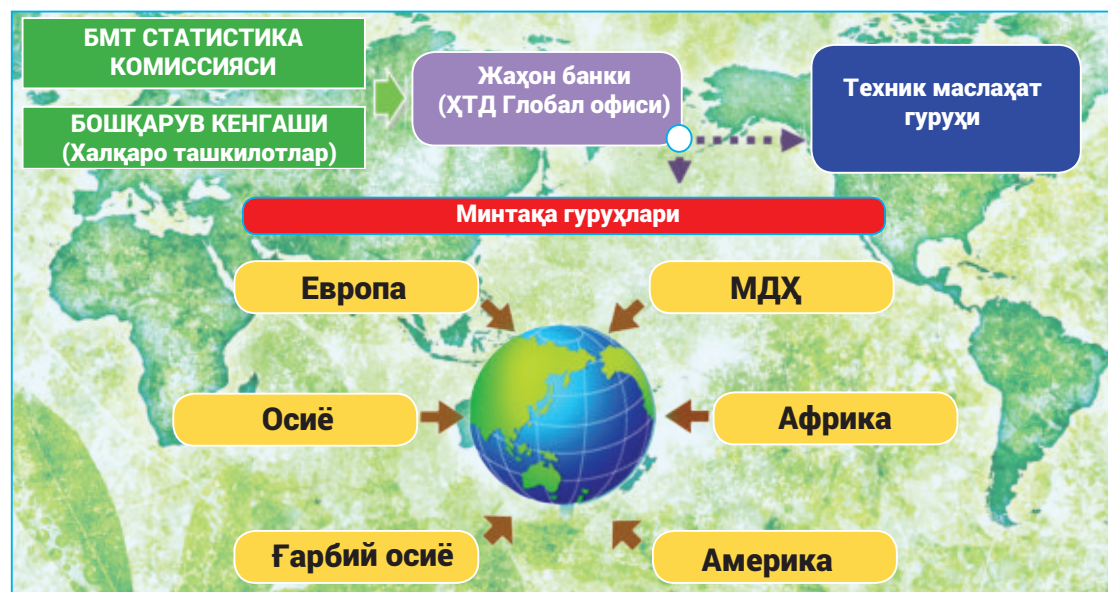 БМТ СТАТИСТИКА
КОМИССИЯСИ
БОШҚАРУВ КЕНГАШИ
(Халқаро ташкилотлар)
Жаҳон банки
(ҲТД Глобал офиси)
Техник маслаҳат
гуруҳи
Минтақа гуруҳлари
Европа
МДҲ
Осиё
Африка
Ғарбий осиё
Америка